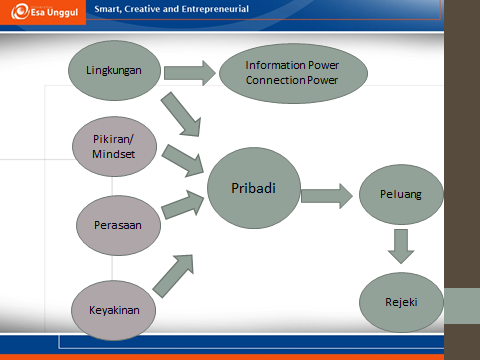 Esa Unggul
Smart, Creative and Entrepreneurial
Lingkungan
Information Power
Connection Power
Pikiran/
Mindset
Pribadi
Peluang
Perasaan
Keyakinan
Rejeki